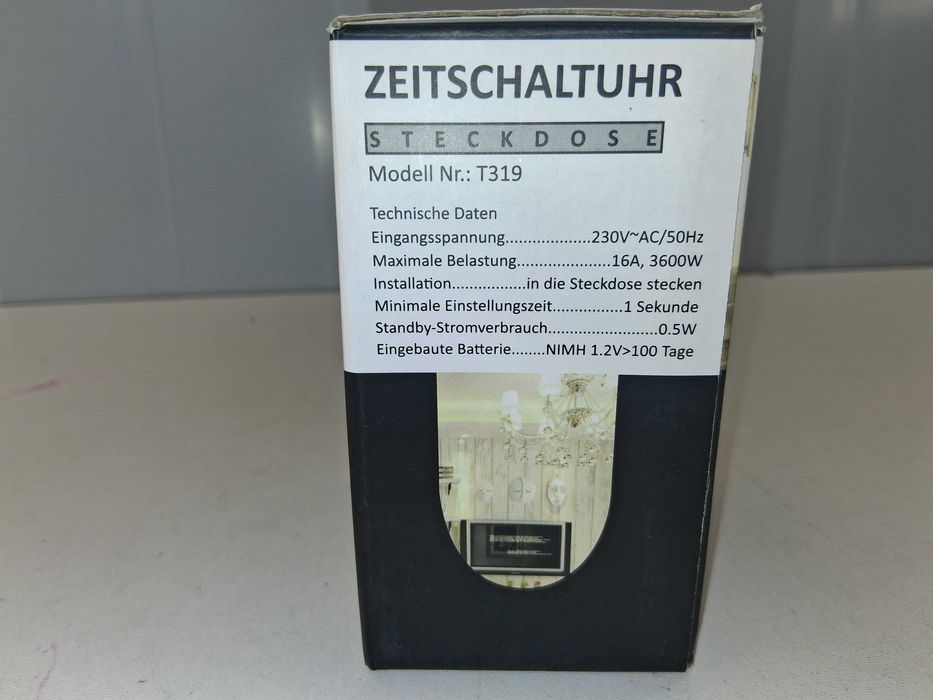 ZEITSCHALTUHR
STECKDOSE
Modell Nr.: T319
Technische Daten
Eingangsspannung...................230V~AC/50Hz
Maximale Belastung.....................16A, 3600W
Installation................in die Steckdose stecken
Minimale Einstellungszeit................1 Sekunde
Standby-Stromverbrauch........................0.5W
Eingebaute Batterie........NIMH 1.2V>100 Tage